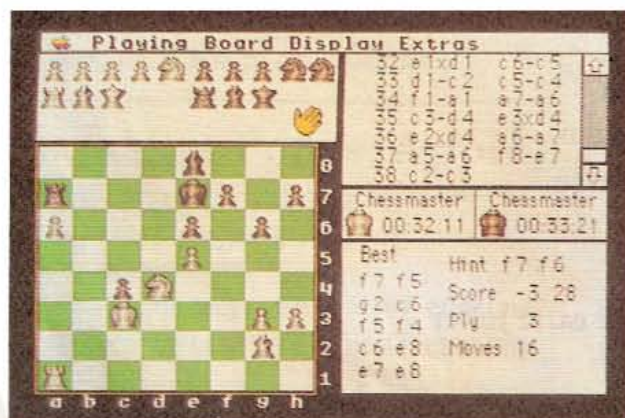 Playing Board Display Extras
32 e1xd1 c6-c5
33 d1-c2 c5-c4
34 f1-a1 a7-a6
35 c3-d4 e3xd4
36 e2xd4 a6-a7
37 a5-a6 f8-e7
38 c2-c3
8
7
6
5
4
3
2
1
a b c d e f g h
Chessmaster
00:32:11
Chessmaster
00:33:21
Best
f7 f5
g2 c6
f5 f4
c6 e8
e7 e8
Hint f7 f6
Score -3.28
Ply 3
Moves 16